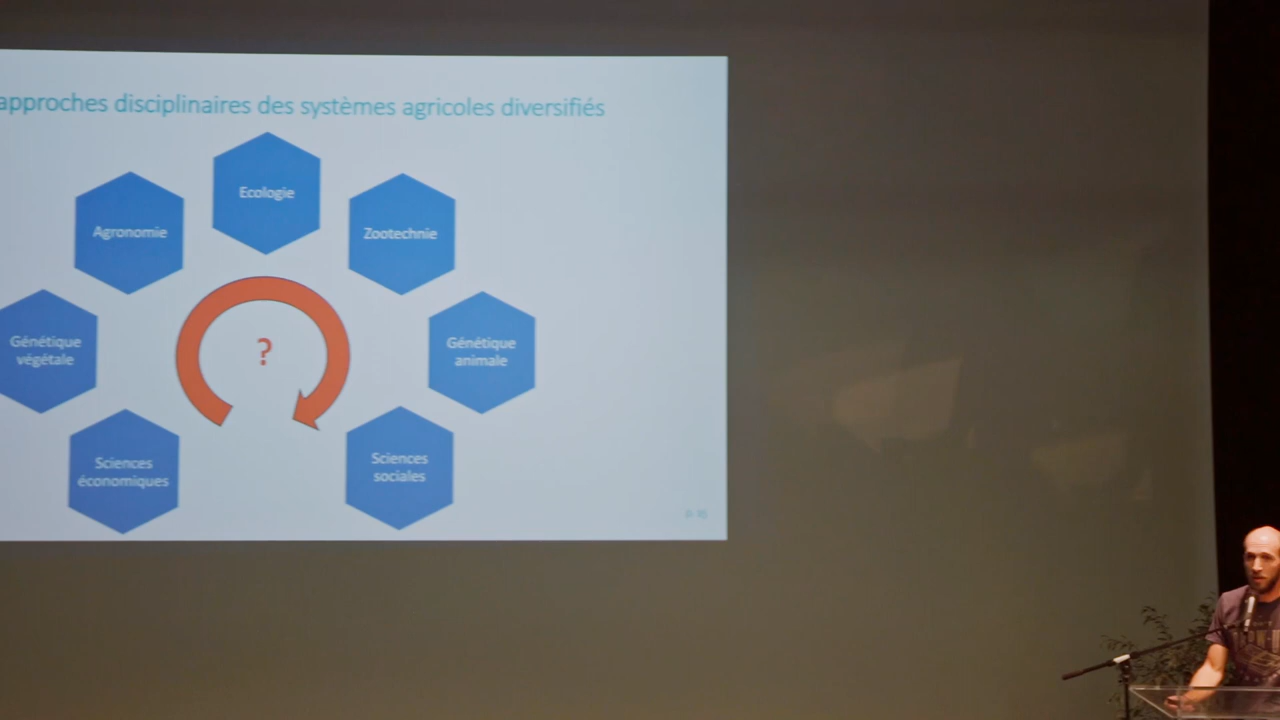 approches disciplinaires des systèmes agricoles diversifiés
Ecologie
Agronomie
Zootechnie
Génétique
végétale
?
Génétique
animale
Sciences
économiques
Sciences
sociales